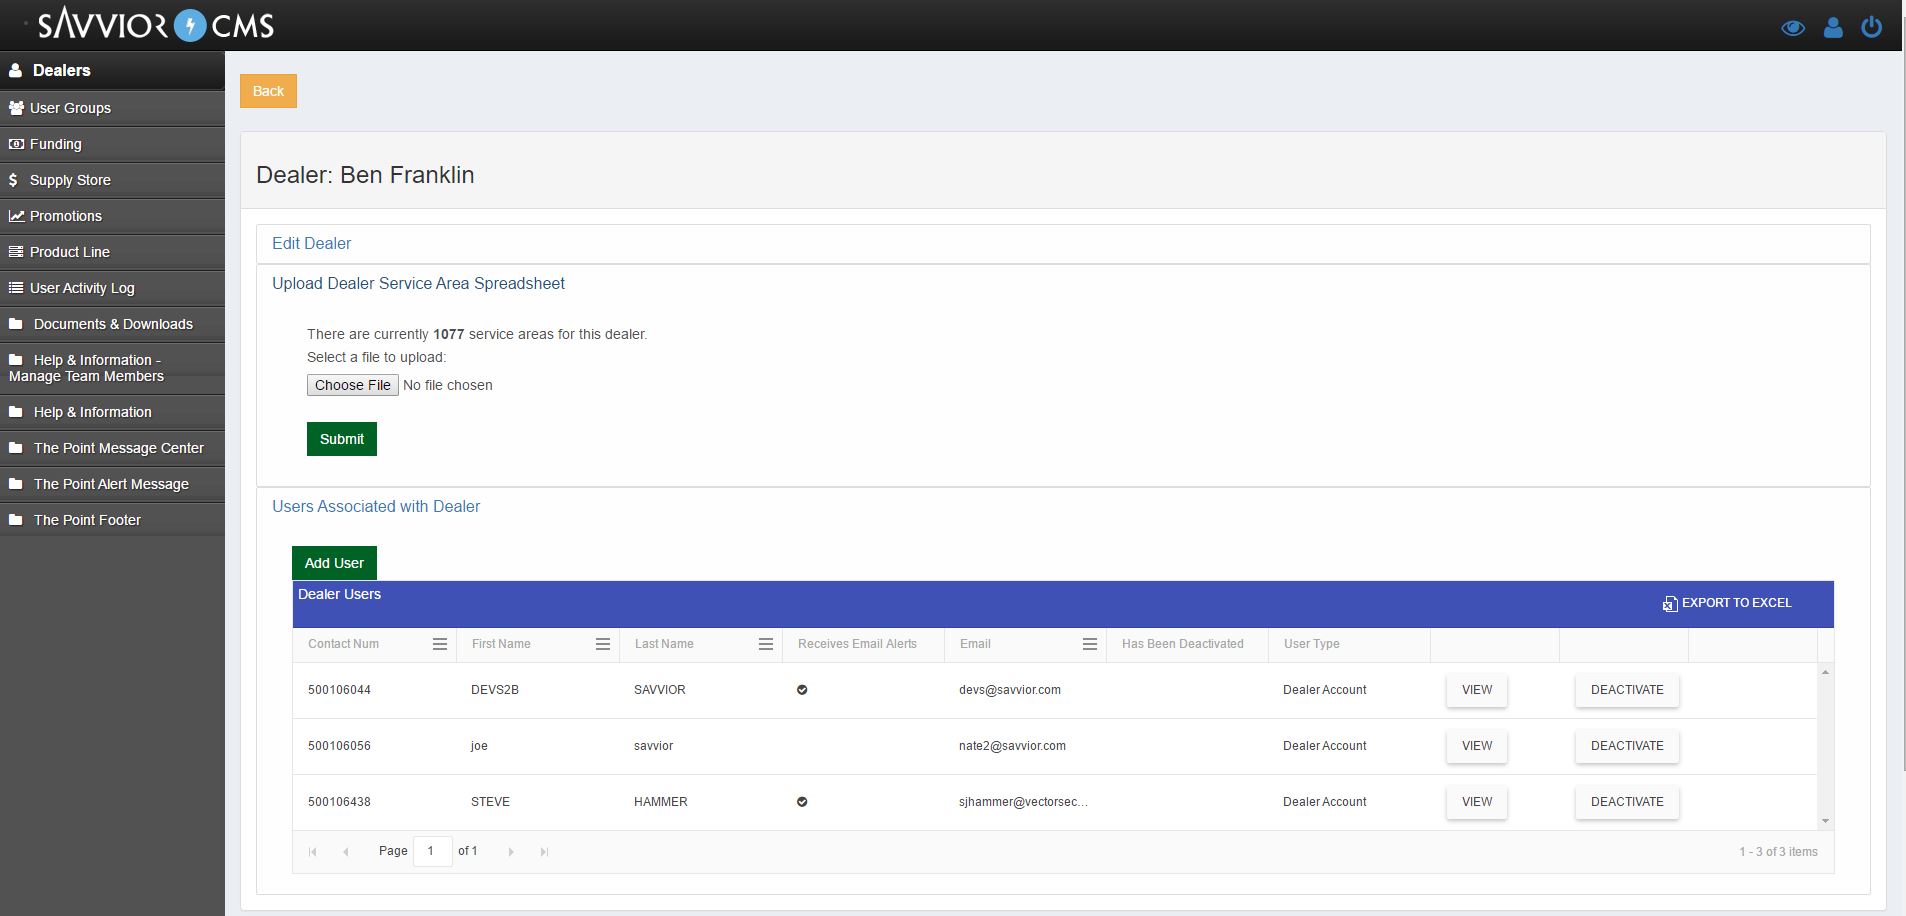 SAVVIOR CMS
Dealers
User Groups
Funding
Supply Store
Promotions
Product Line
User Activity Log
Documents & Downloads
Help & Information -
Manage Team Members
Help & Information
The Point Message Center
The Point Alert Message
The Point Footer
Back
Dealer: Ben Franklin
Edit Dealer
Upload Dealer Service Area Spreadsheet
There are currently 1077 service areas for this dealer.
Select a file to upload:
Choose File No file chosen
Submit
Users Associated with Dealer
Add User
Dealer Users
EXPORT TO EXCEL
Contact Num First Name Last Name Receives Email Alerts Email Has Been Deactivated User Type
500106044 DEVS2B SAVVIOR devs@savvior.com Dealer Account VIEW DEACTIVATE
500106056 joe savvior nate2@savvior.com Dealer Account VIEW DEACTIVATE
500106438 STEVE HAMMER sjhammer@vectorsec... Dealer Account VIEW DEACTIVATE
Page 1 of 1
1 - 3 of 3 items